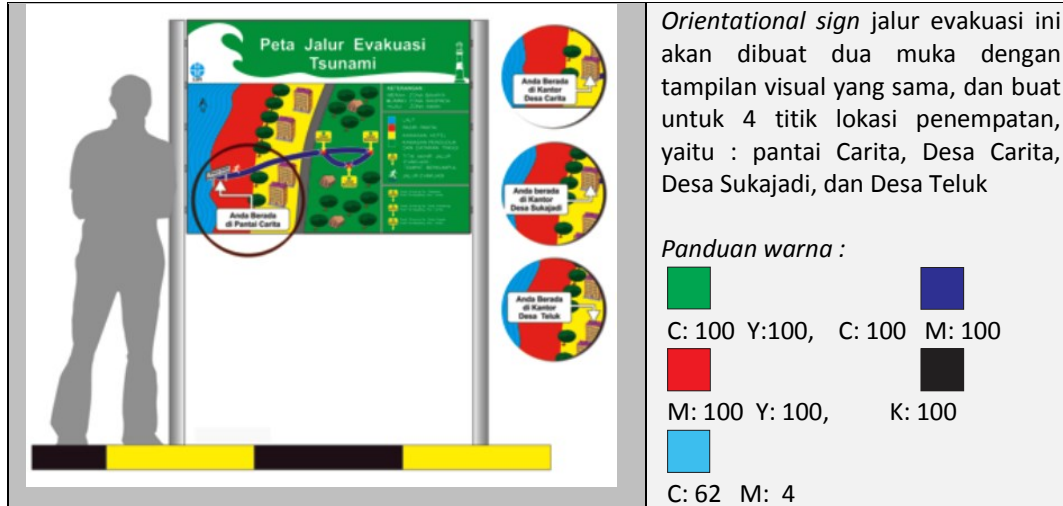 Peta Jalur Evakuasi
Tsunami
KETERANGAN
Anda Berada
di Pantai Carita
Anda Berada
di Kantor
Desa Carita
Anda berada
di Kantor
Desa Sukajadi
Anda Berada
di Kantor
Desa Teluk
Orientational sign jalur evakuasi ini
akan dibuat dua muka dengan
tampilan visual yang sama, dan buat
untuk 4 titik lokasi penempatan,
yaitu : pantai Carita, Desa Carita,
Desa Sukajadi, dan Desa Teluk
Panduan warna :
C: 100 Y:100, C: 100 M: 100
M: 100 Y: 100, K: 100
C: 62 M: 4